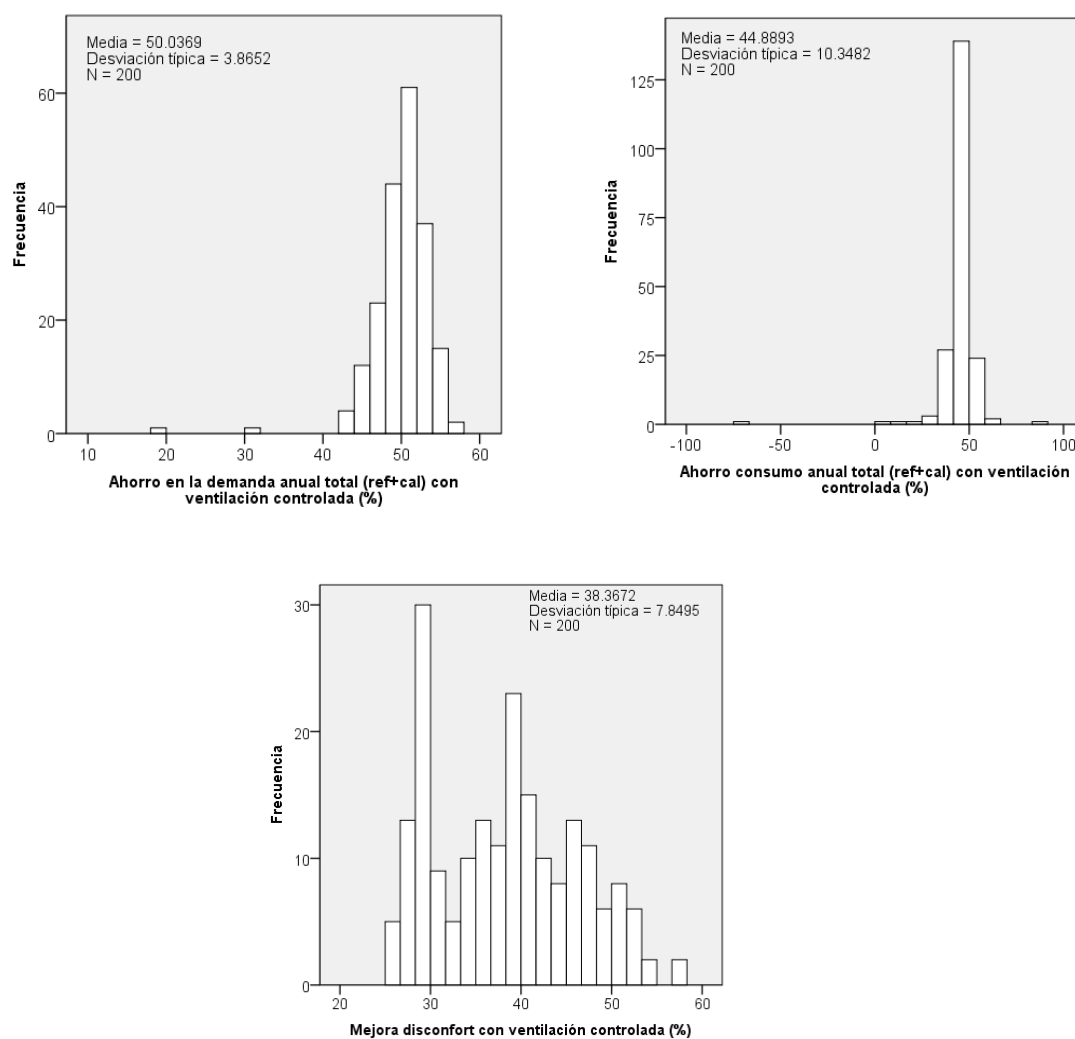 Media = 50.0369
Desviación típica = 3.8652
N = 200
60
40
20
0
Frecuencia
10 20 30 40 50 60
Ahorro en la demanda anual total (ref+cal) con
ventilación controlada (%)
Media = 44.8893
Desviación típica = 10.3482
N = 200
125
100
75
50
25
0
Frecuencia
-100 -50 0 50 100
Ahorro consumo anual total (ref+cal) con ventilación
controlada (%)
Media = 38.3672
Desviación típica = 7.8495
N = 200
30
20
10
0
Frecuencia
20 30 40 50 60
Mejora disconfort con ventilación controlada (%)